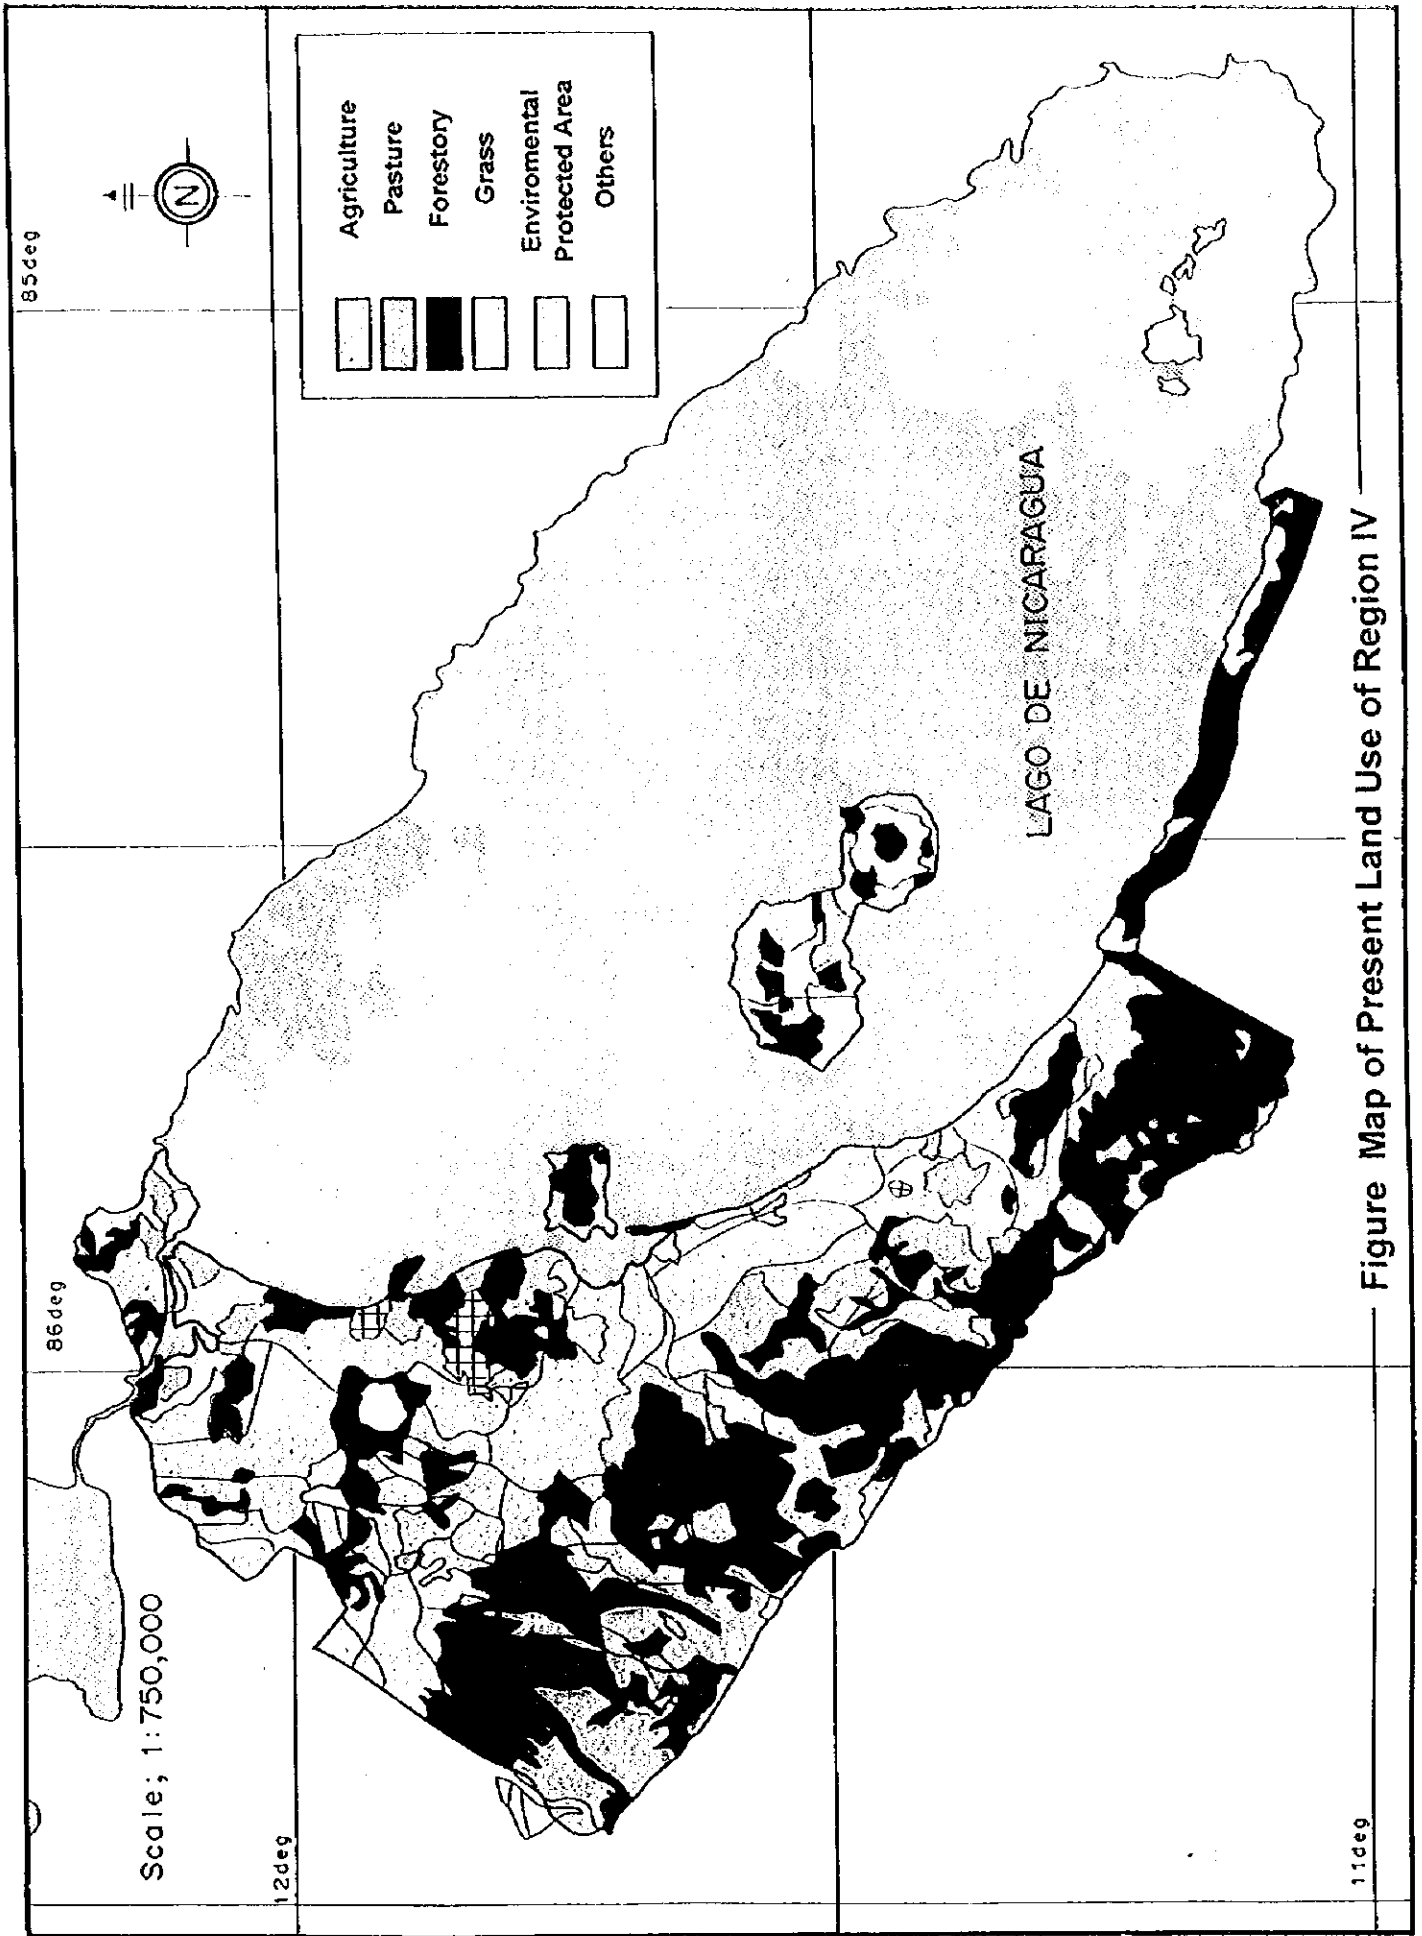 85deg
86deg
N
Agriculture
Pasture
Forestory
Grass
Enviromental
Protected Area
Others
Scale; 1:750,000
12deg
LAGO DE NICARAGUA
11deg
Figure Map of Present Land Use of Region IV